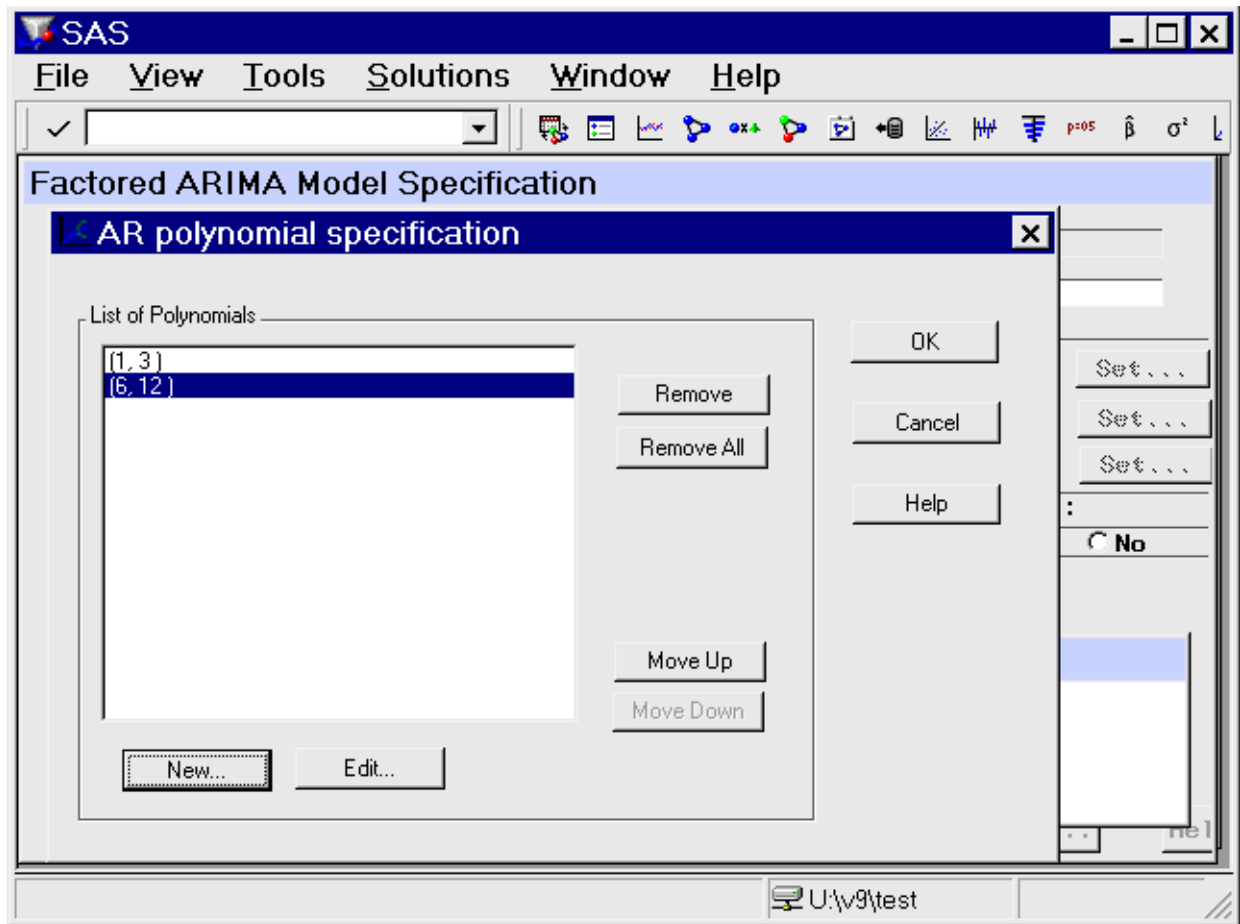 SAS
File View Tools Solutions Window Help
p=05 β̂ σ²
Factored ARIMA Model Specification
AR polynomial specification
List of Polynomials
(1, 3 )
(6, 12 )
Remove
Remove All
Move Up
Move Down
New...
Edit...
OK
Cancel
Help
Set...
Set...
Set...
:
No
..
Hel
U:\v9\test